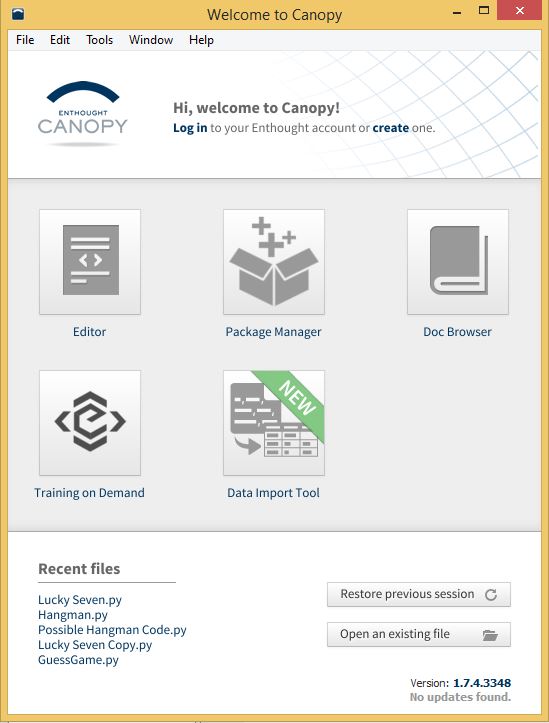 Welcome to Canopy
File Edit Tools Window Help
ENTHOUGHT
CANOPY
Hi, welcome to Canopy!
Log in to your Enthought account or create one.
Editor
Package Manager
Doc Browser
NEW
Training on Demand
Data Import Tool
Recent files
Lucky Seven.py
Hangman.py
Possible Hangman Code.py
Lucky Seven Copy.py
GuessGame.py
Restore previous session
Open an existing file
Version: 1.7.4.3348
No updates found.